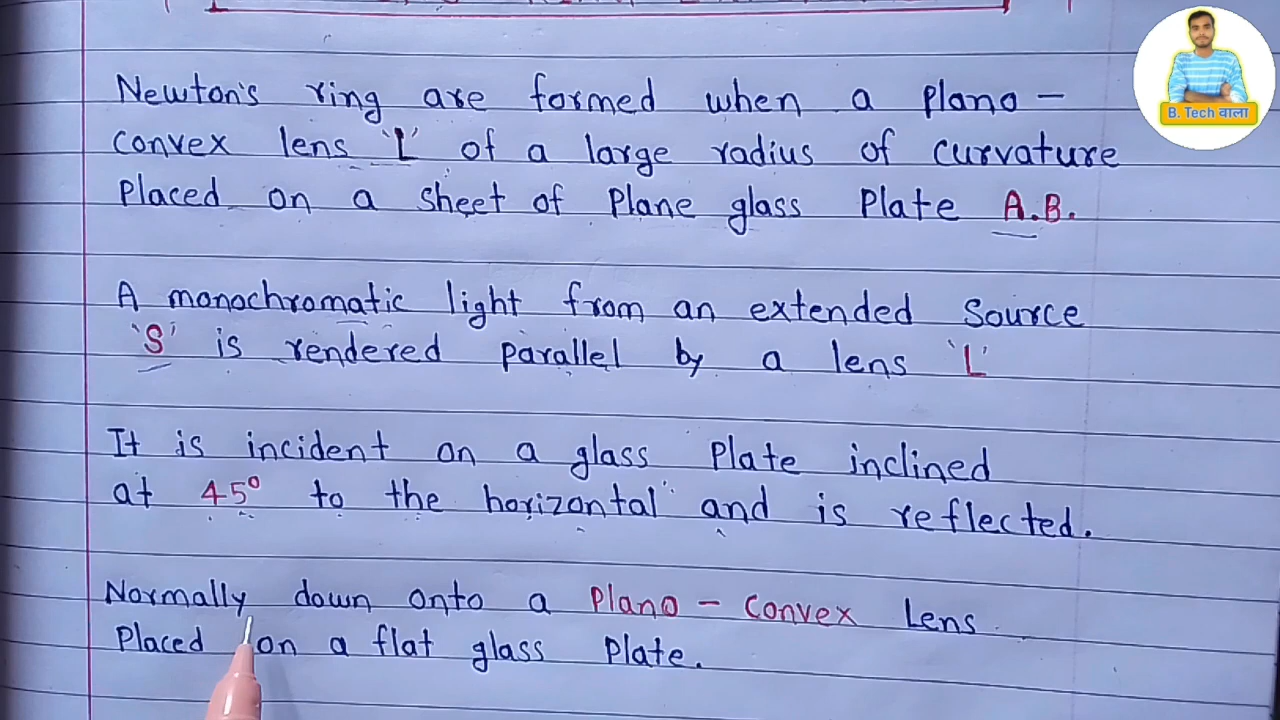 B. Tech वाला
Newton's ring are formed when a plano -
convex lens 'L' of a large radius of curvature
Placed on a sheet of Plane glass Plate A.B.
A monochromatic light from an extended Source
'S' is rendered parallel by a lens 'L'
It is incident on a glass Plate inclined
at 45° to the horizontal and is reflected.
Normally down onto a Plano - convex Lens
Placed on a flat glass Plate.